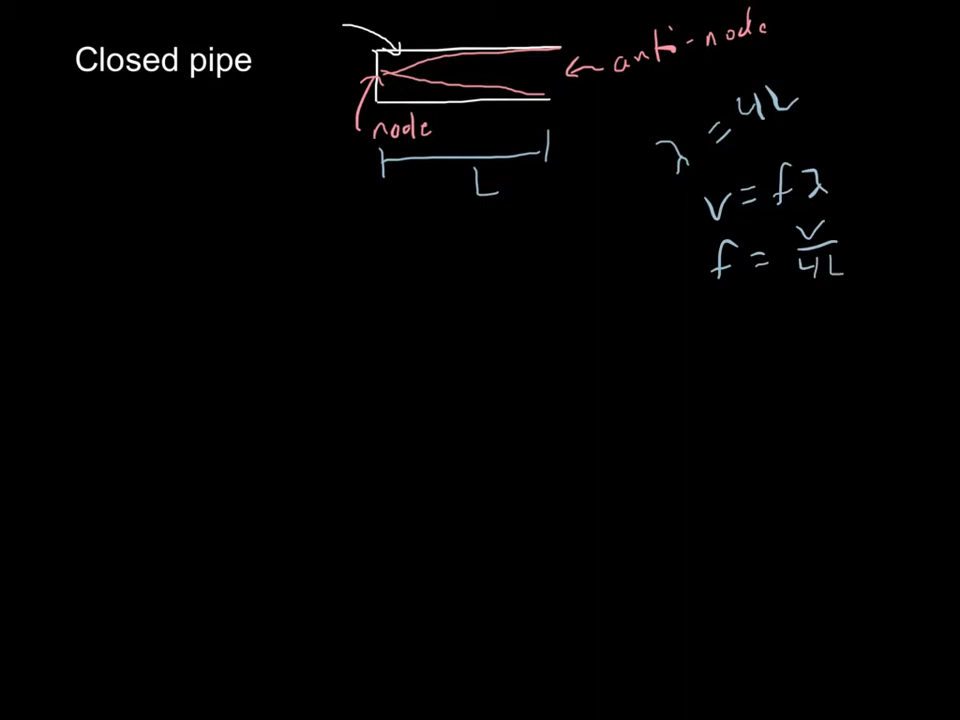 Closed pipe
← anti-node
node
L
λ = 4L
v = fλ
f = v/4L